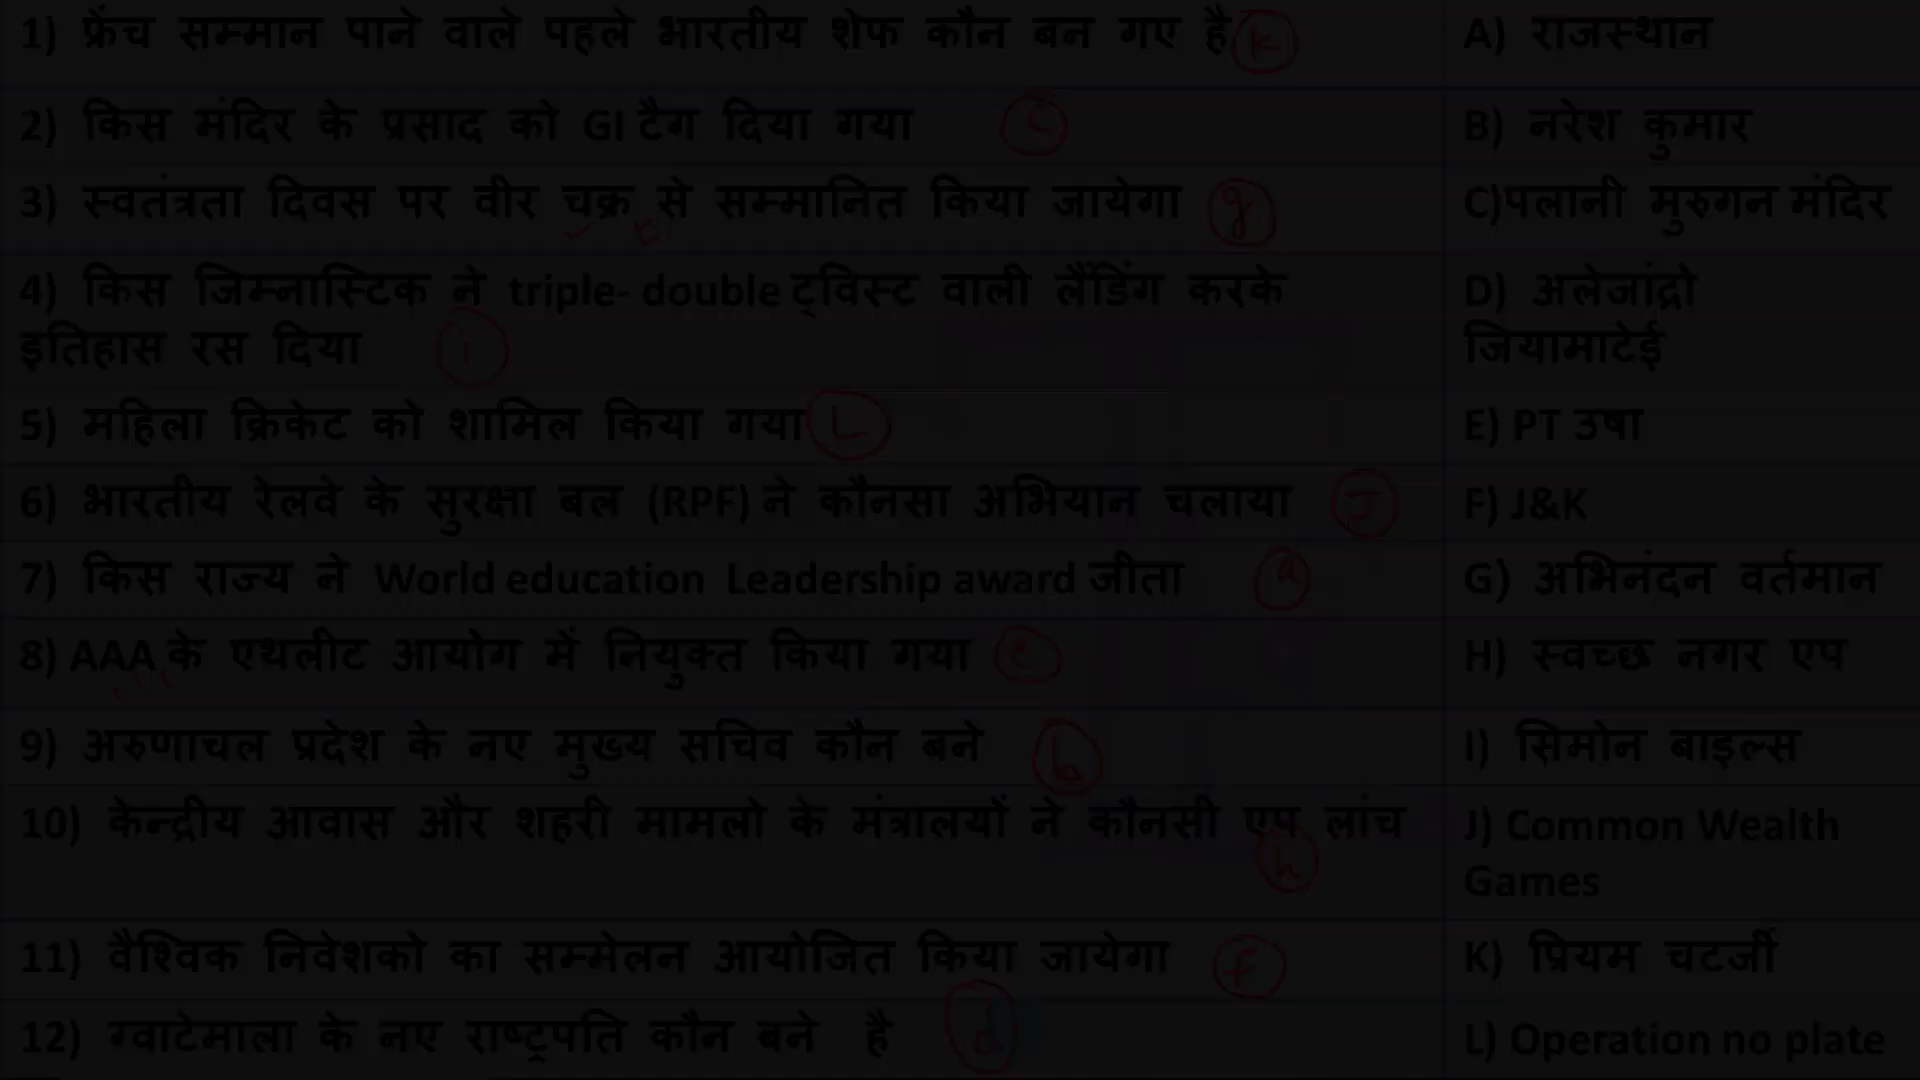 1) फ्रेंच सम्मान पाने वाले पहले भारतीय शेफ कौन बन गए है K
A) राजस्थान
2) किस मंदिर के प्रसाद को GI टैग दिया गया C
B) नरेश कुमार
3) स्वतंत्रता दिवस पर वीर चक्र से सम्मानित किया जायेगा g
C)पलानी मुरुगन मंदिर
4) किस जिम्नास्टिक ने triple- double ट्विस्ट वाली लैंडिंग करके
इतिहास रस दिया i
D) अलेजांद्रो
जियामाटेई
5) महिला क्रिकेट को शामिल किया गया L
E) PT उषा
6) भारतीय रेलवे के सुरक्षा बल (RPF) ने कौनसा अभियान चलाया J
F) J&K
7) किस राज्य ने World education Leadership award जीता a
G) अभिनंदन वर्तमान
8) AAA के एथलीट आयोग में नियुक्त किया गया e
H) स्वच्छ नगर एप
9) अरुणाचल प्रदेश के नए मुख्य सचिव कौन बने b
I) सिमोन बाइल्स
10) केन्द्रीय आवास और शहरी मामलो के मंत्रालयों ने कौनसी एप लांच h
J) Common Wealth
Games
11) वैश्विक निवेशको का सम्मेलन आयोजित किया जायेगा f
K) प्रियम चटर्जी
12) ग्वाटेमाला के नए राष्ट्रपति कौन बने है d
L) Operation no plate